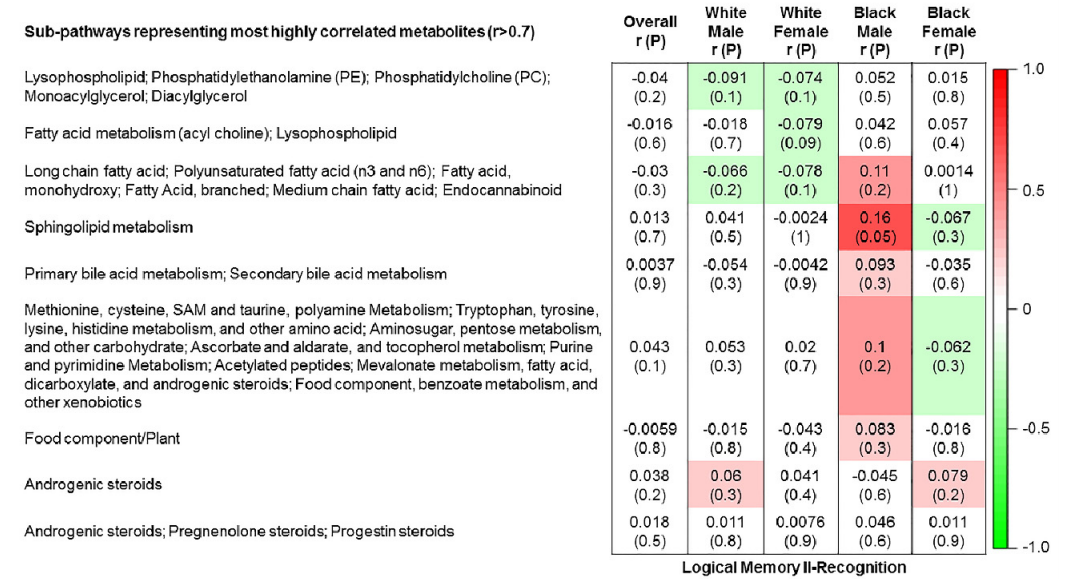 Sub-pathways representing most highly correlated metabolites (r>0.7)
Overall
r (P)
White
Male
r (P)
White
Female
r (P)
Black
Male
r (P)
Black
Female
r (P)
Lysophospholipid; Phosphatidylethanolamine (PE); Phosphatidylcholine (PC);
Monoacylglycerol; Diacylglycerol
-0.04 -0.091 -0.074 0.052 0.015
(0.2) (0.1) (0.1) (0.5) (0.8)
Fatty acid metabolism (acyl choline); Lysophospholipid
-0.016 -0.018 -0.079 0.042 0.057
(0.6) (0.7) (0.09) (0.6) (0.4)
Long chain fatty acid; Polyunsaturated fatty acid (n3 and n6); Fatty acid,
monohydroxy; Fatty Acid, branched; Medium chain fatty acid; Endocannabinoid
-0.03 -0.066 -0.078 0.11 0.0014
(0.3) (0.2) (0.1) (0.2) (1)
Sphingolipid metabolism
0.013 0.041 -0.0024 0.16 -0.067
(0.7) (0.5) (1) (0.05) (0.3)
Primary bile acid metabolism; Secondary bile acid metabolism
0.0037 -0.054 -0.0042 0.093 -0.035
(0.9) (0.3) (0.9) (0.3) (0.6)
Methionine, cysteine, SAM and taurine, polyamine Metabolism; Tryptophan, tyrosine,
lysine, histidine metabolism, and other amino acid; Aminosugar, pentose metabolism,
and other carbohydrate; Ascorbate and aldarate, and tocopherol metabolism; Purine
and pyrimidine Metabolism; Acetylated peptides; Mevalonate metabolism, fatty acid,
dicarboxylate, and androgenic steroids; Food component, benzoate metabolism, and
other xenobiotics
0.043 0.053 0.02 0.1 -0.062
(0.1) (0.3) (0.7) (0.2) (0.3)
Food component/Plant
-0.0059 -0.015 -0.043 0.083 -0.016
(0.8) (0.8) (0.4) (0.3) (0.8)
Androgenic steroids
0.038 0.06 0.041 -0.045 0.079
(0.2) (0.3) (0.4) (0.6) (0.2)
Androgenic steroids; Pregnenolone steroids; Progestin steroids
0.018 0.011 0.0076 0.046 0.011
(0.5) (0.8) (0.9) (0.6) (0.9)
Logical Memory II-Recognition
1.0
0.5
0
-0.5
-1.0